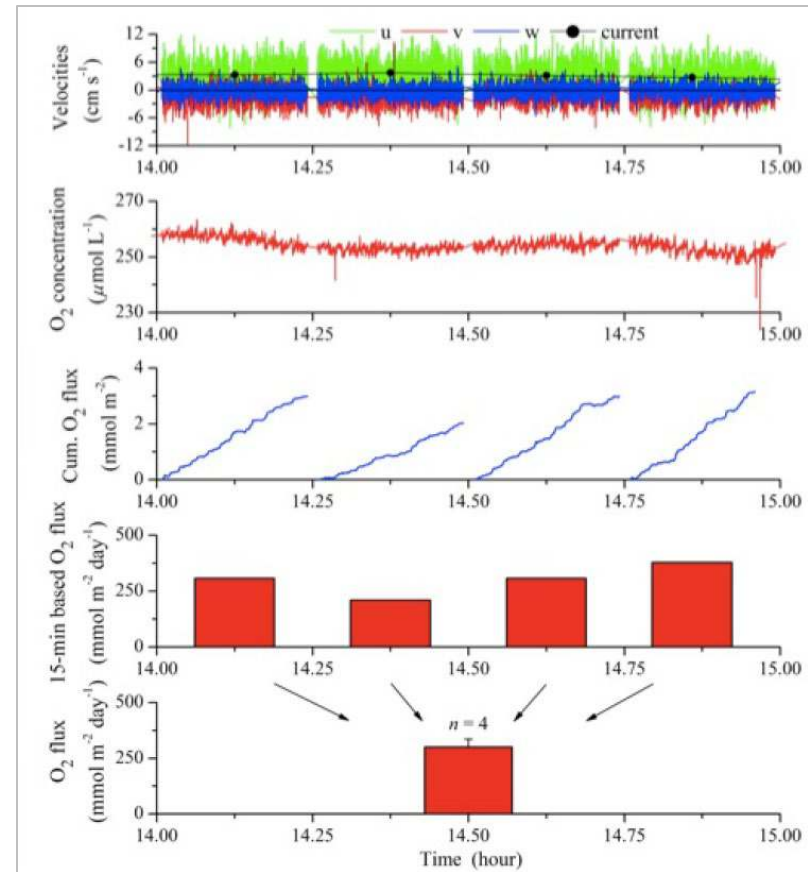 u v w current
Velocities
(cm s⁻¹)
12
6
0
-6
-12
14.00 14.25 14.50 14.75 15.00
O₂ concentration
(μmol L⁻¹)
270
250
230
14.00 14.25 14.50 14.75 15.00
Cum. O₂ flux
(mmol m⁻²)
4
2
0
14.00 14.25 14.50 14.75 15.00
15-min based O₂ flux
(mmol m⁻² day⁻¹)
500
250
0
14.00 14.25 14.50 14.75 15.00
O₂ flux
(mmol m⁻² day⁻¹)
500
250
0
n = 4
14.00 14.25 14.50 14.75 15.00
Time (hour)